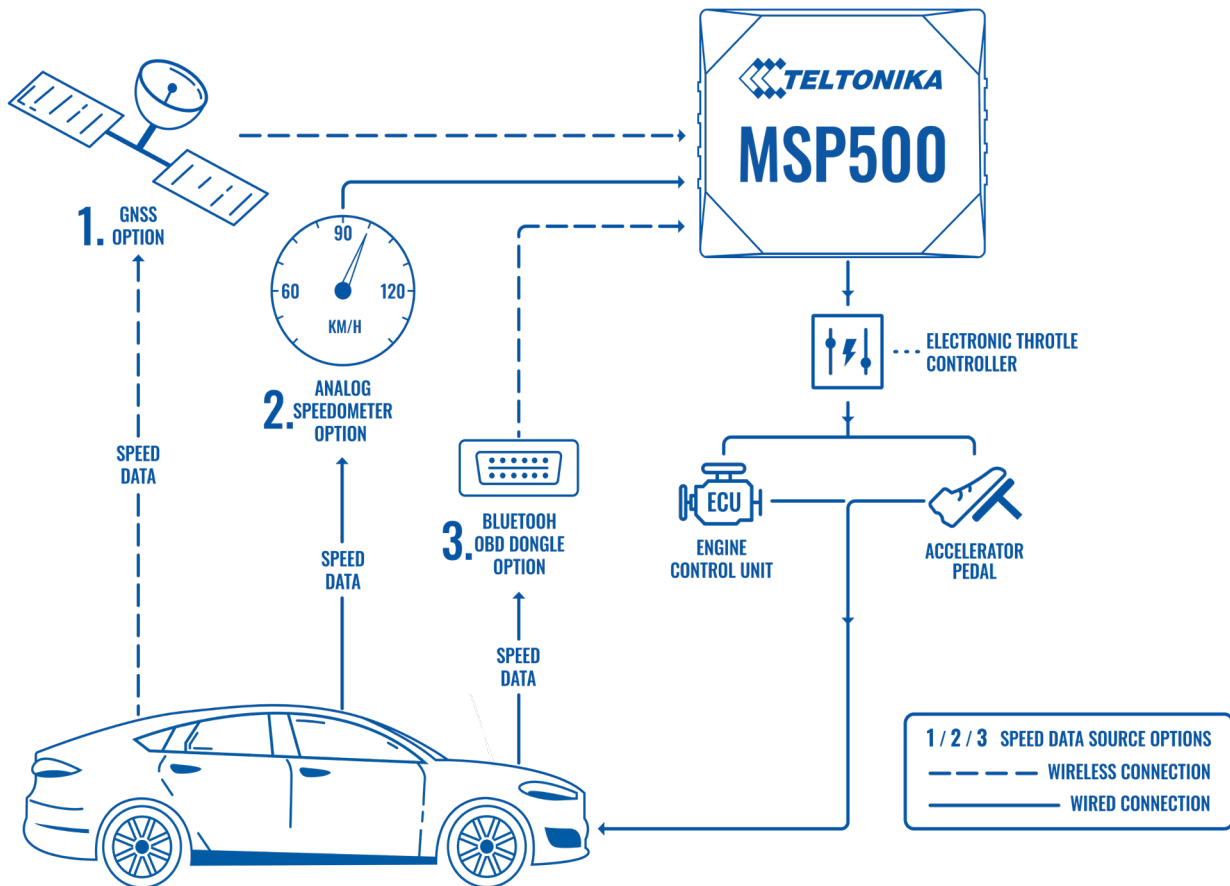 TELTONIKA
MSP500
1. GNSS
OPTION
90
60
120
KM/H
2. ANALOG
SPEEDOMETER
OPTION
ELECTRONIC THROTLE
CONTROLLER
SPEED
DATA
3. BLUETOOH
OBD DONGLE
OPTION
ECU
ENGINE
CONTROL UNIT
ACCELERATOR
PEDAL
SPEED
DATA
SPEED
DATA
1 / 2 / 3 SPEED DATA SOURCE OPTIONS
WIRELESS CONNECTION
WIRED CONNECTION